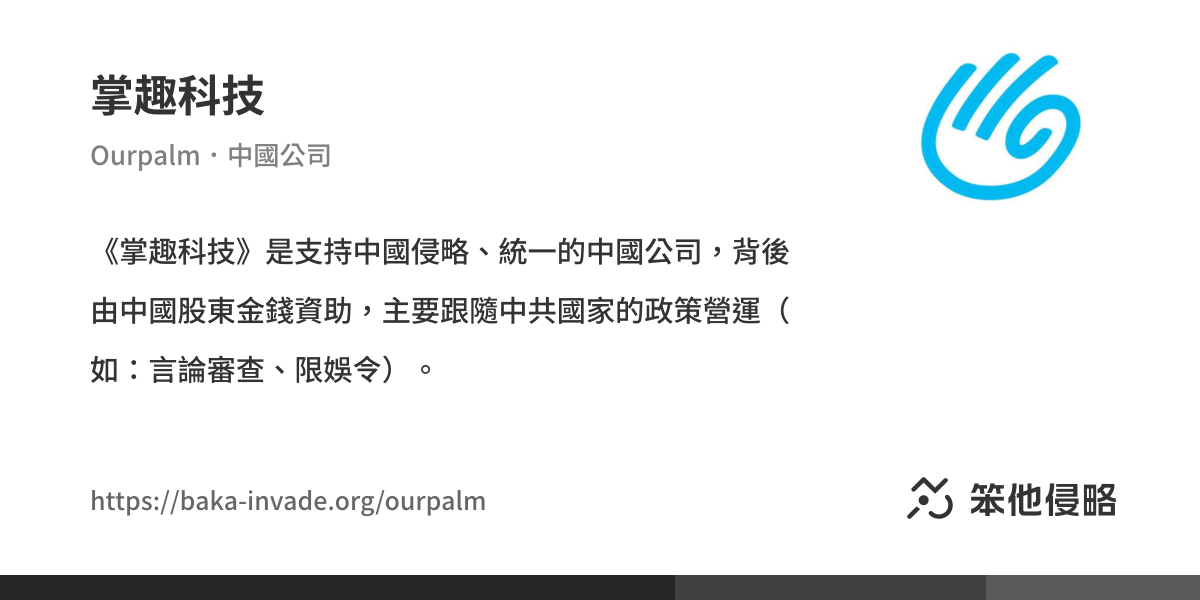 掌趣科技
Ourpalm・中國公司
《掌趣科技》是支持中國侵略、統一的中國公司，背後
由中國股東金錢資助，主要跟隨中共國家的政策營運（
如：言論審查、限娛令）。
https://baka-invade.org/ourpalm
笨他侵略